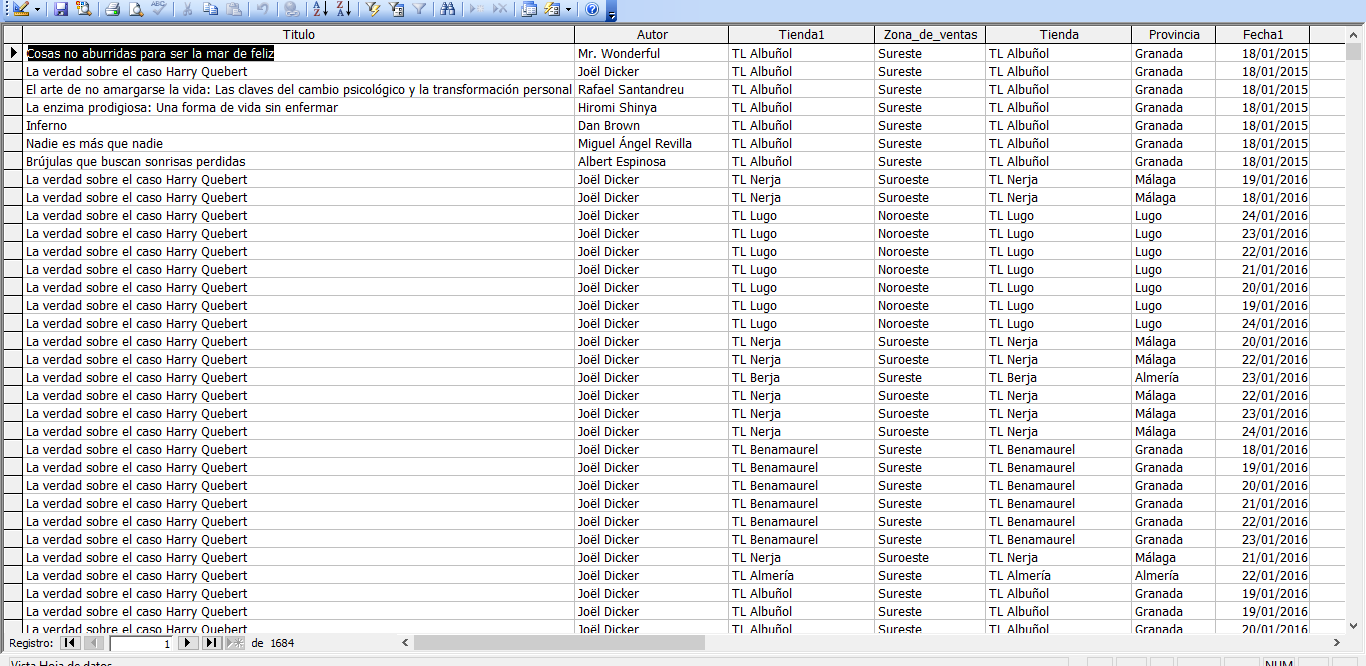 Titulo Autor Tienda1 Zona_de_ventas Tienda Provincia Fecha1
Cosas no aburridas para ser la mar de feliz Mr. Wonderful TL Albuñol Sureste TL Albuñol Granada 18/01/2015
La verdad sobre el caso Harry Quebert Joël Dicker TL Albuñol Sureste TL Albuñol Granada 18/01/2015
El arte de no amargarse la vida: Las claves del cambio psicológico y la transformación personal Rafael Santandreu TL Albuñol Sureste TL Albuñol Granada 18/01/2015
La enzima prodigiosa: Una forma de vida sin enfermar Hiromi Shinya TL Albuñol Sureste TL Albuñol Granada 18/01/2015
Inferno Dan Brown TL Albuñol Sureste TL Albuñol Granada 18/01/2015
Nadie es más que nadie Miguel Ángel Revilla TL Albuñol Sureste TL Albuñol Granada 18/01/2015
Brújulas que buscan sonrisas perdidas Albert Espinosa TL Albuñol Sureste TL Albuñol Granada 18/01/2015
La verdad sobre el caso Harry Quebert Joël Dicker TL Nerja Suroeste TL Nerja Málaga 19/01/2016
La verdad sobre el caso Harry Quebert Joël Dicker TL Nerja Suroeste TL Nerja Málaga 18/01/2016
La verdad sobre el caso Harry Quebert Joël Dicker TL Lugo Noroeste TL Lugo Lugo 24/01/2016
La verdad sobre el caso Harry Quebert Joël Dicker TL Lugo Noroeste TL Lugo Lugo 23/01/2016
La verdad sobre el caso Harry Quebert Joël Dicker TL Lugo Noroeste TL Lugo Lugo 22/01/2016
La verdad sobre el caso Harry Quebert Joël Dicker TL Lugo Noroeste TL Lugo Lugo 21/01/2016
La verdad sobre el caso Harry Quebert Joël Dicker TL Lugo Noroeste TL Lugo Lugo 20/01/2016
La verdad sobre el caso Harry Quebert Joël Dicker TL Lugo Noroeste TL Lugo Lugo 19/01/2016
La verdad sobre el caso Harry Quebert Joël Dicker TL Lugo Noroeste TL Lugo Lugo 24/01/2016
La verdad sobre el caso Harry Quebert Joël Dicker TL Nerja Suroeste TL Nerja Málaga 20/01/2016
La verdad sobre el caso Harry Quebert Joël Dicker TL Nerja Suroeste TL Nerja Málaga 22/01/2016
La verdad sobre el caso Harry Quebert Joël Dicker TL Berja Sureste TL Berja Almería 23/01/2016
La verdad sobre el caso Harry Quebert Joël Dicker TL Nerja Suroeste TL Nerja Málaga 22/01/2016
La verdad sobre el caso Harry Quebert Joël Dicker TL Nerja Suroeste TL Nerja Málaga 23/01/2016
La verdad sobre el caso Harry Quebert Joël Dicker TL Nerja Suroeste TL Nerja Málaga 24/01/2016
La verdad sobre el caso Harry Quebert Joël Dicker TL Benamaurel Sureste TL Benamaurel Granada 18/01/2016
La verdad sobre el caso Harry Quebert Joël Dicker TL Benamaurel Sureste TL Benamaurel Granada 19/01/2016
La verdad sobre el caso Harry Quebert Joël Dicker TL Benamaurel Sureste TL Benamaurel Granada 20/01/2016
La verdad sobre el caso Harry Quebert Joël Dicker TL Benamaurel Sureste TL Benamaurel Granada 21/01/2016
La verdad sobre el caso Harry Quebert Joël Dicker TL Benamaurel Sureste TL Benamaurel Granada 22/01/2016
La verdad sobre el caso Harry Quebert Joël Dicker TL Benamaurel Sureste TL Benamaurel Granada 23/01/2016
La verdad sobre el caso Harry Quebert Joël Dicker TL Nerja Suroeste TL Nerja Málaga 21/01/2016
La verdad sobre el caso Harry Quebert Joël Dicker TL Almería Sureste TL Almería Almería 22/01/2016
La verdad sobre el caso Harry Quebert Joël Dicker TL Albuñol Sureste TL Albuñol Granada 19/01/2016
La verdad sobre el caso Harry Quebert Joël Dicker TL Albuñol Sureste TL Albuñol Granada 19/01/2016
La verdad sobre el caso Harry Quebert Joël Dicker TL Albuñol Sureste TL Albuñol Granada 20/01/2016
Registro: 1 de 1684
Vista Hoja de datos NUM